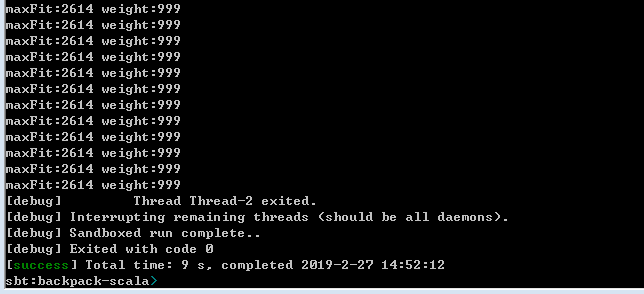 maxFit:2614 weight:999
maxFit:2614 weight:999
maxFit:2614 weight:999
maxFit:2614 weight:999
maxFit:2614 weight:999
maxFit:2614 weight:999
maxFit:2614 weight:999
maxFit:2614 weight:999
maxFit:2614 weight:999
maxFit:2614 weight:999
maxFit:2614 weight:999
maxFit:2614 weight:999
[debug]         Thread Thread-2 exited.
[debug] Interrupting remaining threads (should be all daemons).
[debug] Sandboxed run complete..
[debug] Exited with code 0
[success] Total time: 9 s, completed 2019-2-27 14:52:12
sbt:backpack-scala>